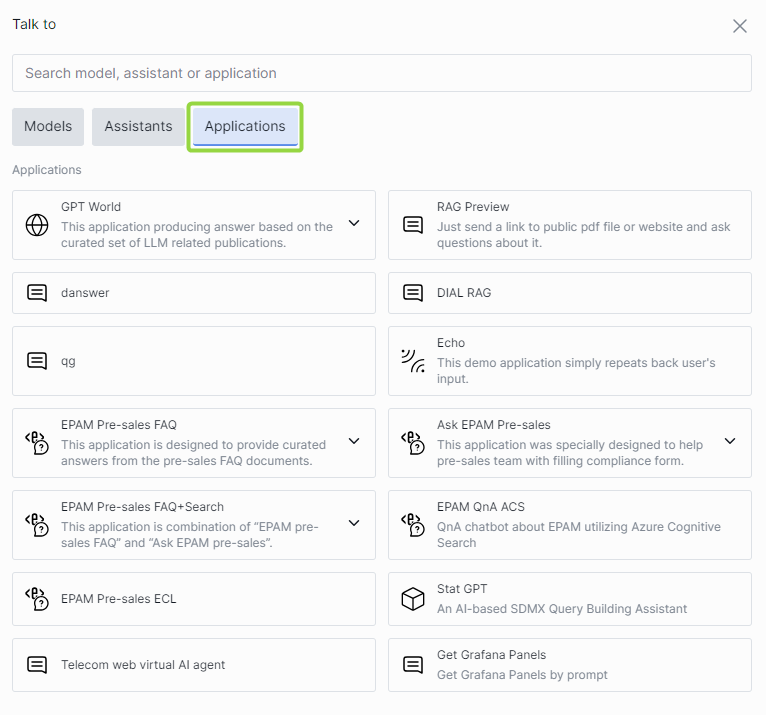 Talk to
Search model, assistant or application
Models
Assistants
Applications
Applications
GPT World
This application producing answer based on the
curated set of LLM related publications.
RAG Preview
Just send a link to public pdf file or website and ask
questions about it.
danswer
DIAL RAG
qg
Echo
This demo application simply repeats back user's
input.
EPAM Pre-sales FAQ
This application is designed to provide curated
answers from the pre-sales FAQ documents.
Ask EPAM Pre-sales
This application was specially designed to help
pre-sales team with filling compliance form.
EPAM Pre-sales FAQ+Search
This application is combination of “EPAM pre-
sales FAQ” and “Ask EPAM pre-sales”.
EPAM QnA ACS
QnA chatbot about EPAM utilizing Azure Cognitive
Search
EPAM Pre-sales ECL
Stat GPT
An AI-based SDMX Query Building Assistant
Telecom web virtual AI agent
Get Grafana Panels
Get Grafana Panels by prompt